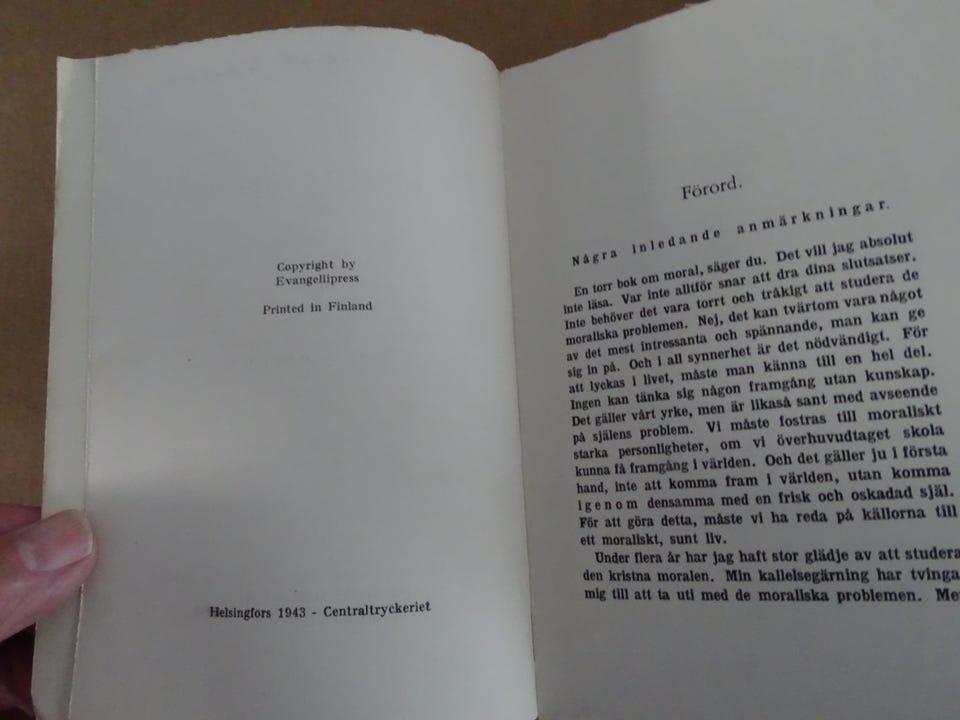 Copyright by
Evangeliipress
Printed in Finland
Helsingfors 1943 - Centraltryckeriet
Förord.
Några inledande anmärkningar.
En torr bok om moral, säger du. Det vill jag absolut
inte läsa. Var inte alltför snar att dra dina slutsatser.
Inte behöver det vara torrt och tråkigt att studera de
moraliska problemen. Nej, det kan tvärtom vara något
av det mest intressanta och spännande, man kan ge
sig in på. Och i all synnerhet är det nödvändigt. För
att lyckas i livet, måste man känna till en hel del.
Ingen kan tänka sig någon framgång utan kunskap.
Det gäller vårt yrke, men är likaså sant med avseende
på själens problem. Vi måste fostras till moraliskt
starka personligheter, om vi överhuvudtaget skola
kunna få framgång i världen. Och det gäller ju i första
hand, inte att komma fram i världen, utan komma
igenom densamma med en frisk och oskadad själ.
För att göra detta, måste vi ha reda på källorna till
ett moraliskt, sunt liv.
Under flera år har jag haft stor glädje av att studera
den kristna moralen. Min kallelsegärning har tvinga
mig till att ta uti med de moraliska problemen. Me